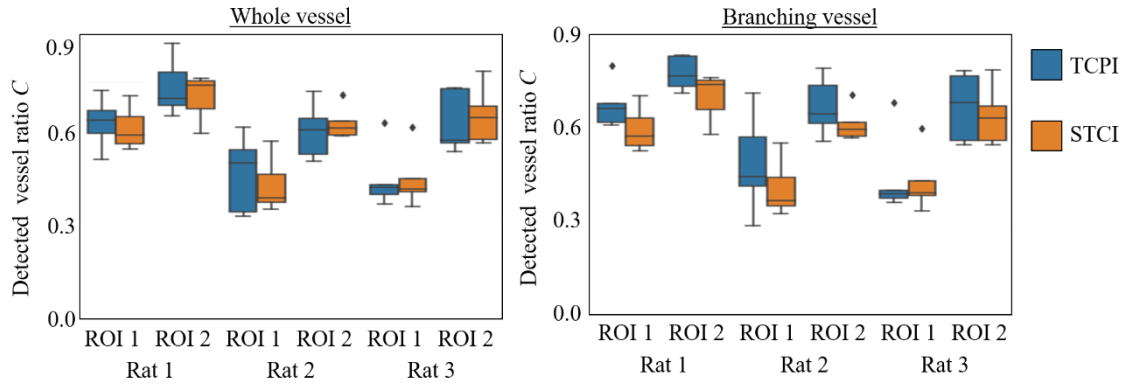 Whole vessel
Detected vessel ratio C
0.9
0.6
0.3
0.0
ROI 1 ROI 2 ROI 1 ROI 2 ROI 1 ROI 2
Rat 1 Rat 2 Rat 3
Branching vessel
Detected vessel ratio C
0.9
0.6
0.3
0.0
ROI 1 ROI 2 ROI 1 ROI 2 ROI 1 ROI 2
Rat 1 Rat 2 Rat 3
TCPI
STCI